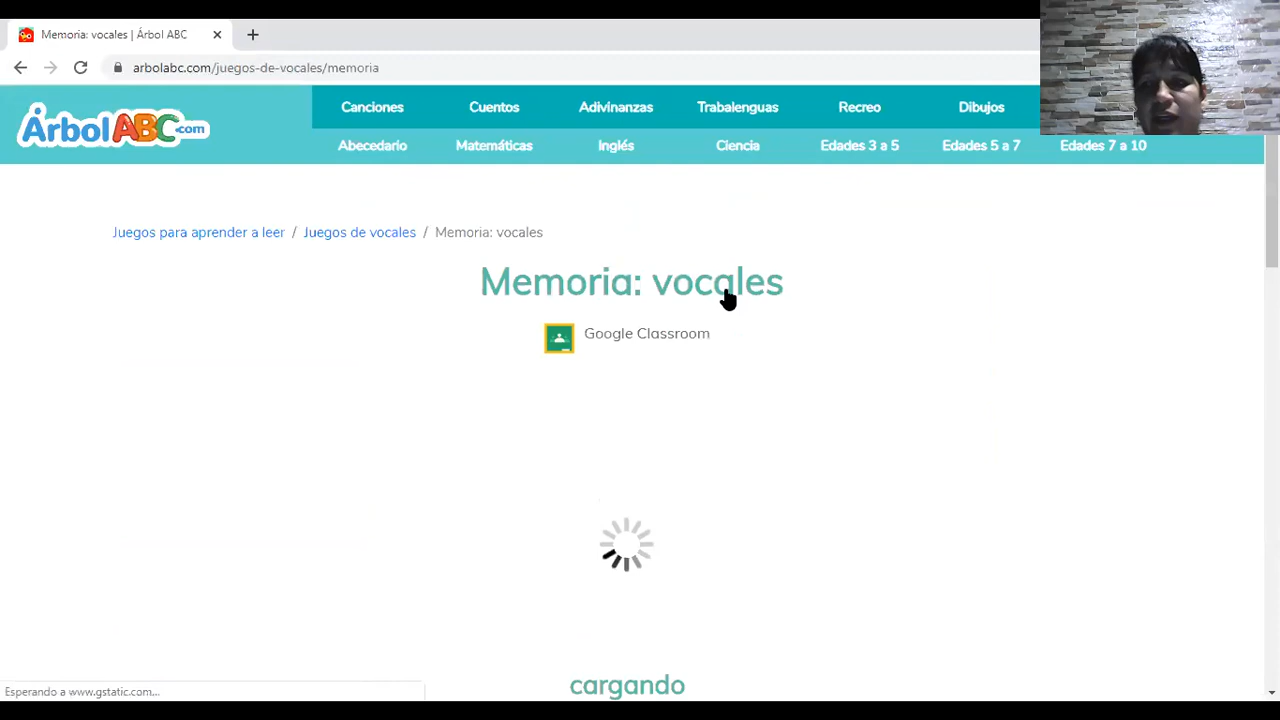 Memoria: vocales | Árbol ABC
arbolabc.com/juegos-de-vocales/memoria
ÁrbolABC.com
Canciones Cuentos Adivinanzas Trabalenguas Recreo Dibujos
Abecedario Matemáticas Inglés Ciencia Edades 3 a 5 Edades 5 a 7 Edades 7 a 10
Juegos para aprender a leer / Juegos de vocales / Memoria: vocales
Memoria: vocales
Google Classroom
cargando
Esperando a www.gstatic.com...